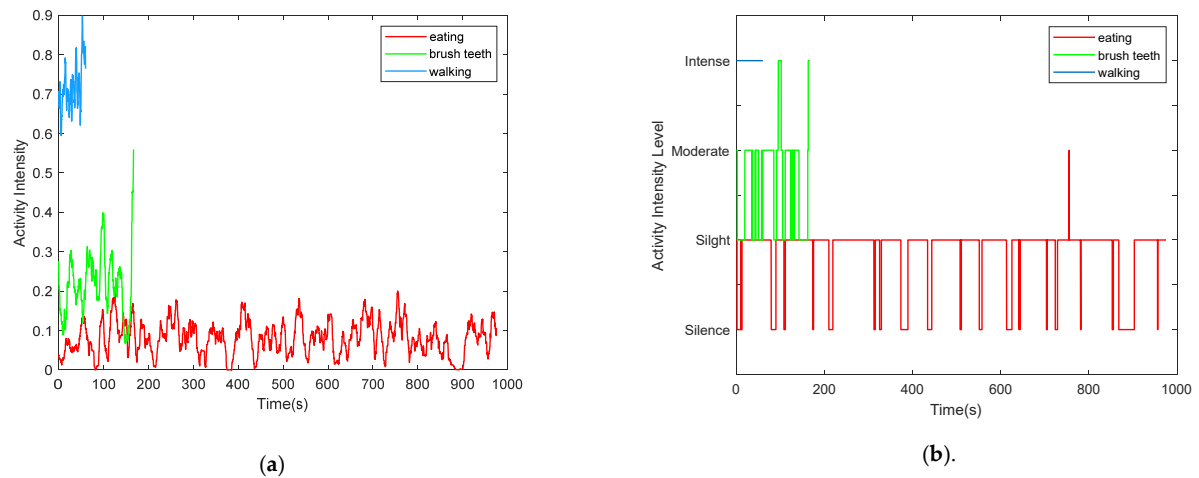 0.9
0.8
0.7
0.6
0.5
0.4
0.3
0.2
0.1
0
Activity Intensity
eating
brush teeth
walking
0 100 200 300 400 500 600 700 800 900 1000
Time(s)
(a)
Intense
Moderate
Silght
Silence
Activity Intensity Level
eating
brush teeth
walking
0 200 400 600 800 1000
Time(s)
(b).